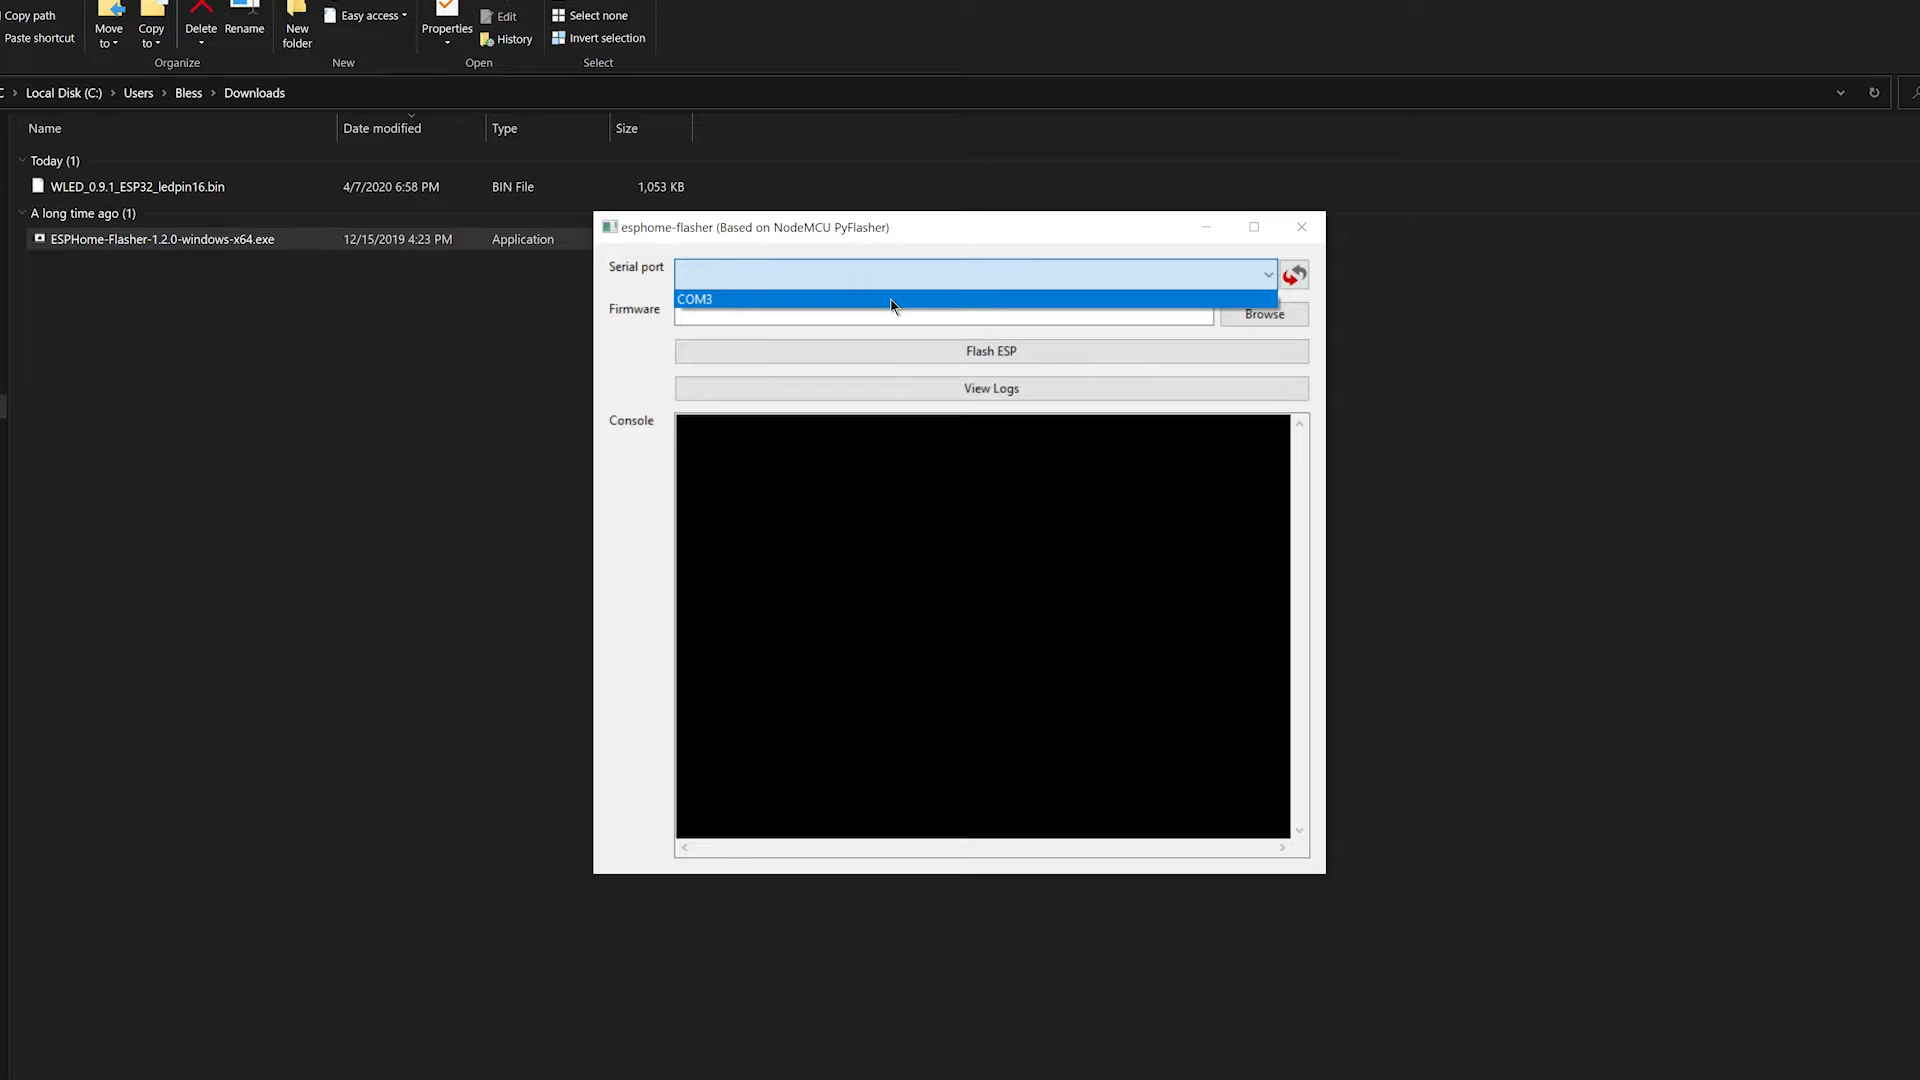 Copy path
Paste shortcut
Move to
Copy to
Delete
Rename
New folder
Easy access
Properties
Edit
History
Select none
Invert selection
Organize
New
Open
Select
C > Local Disk (C:) > Users > Bless > Downloads
Name Date modified Type Size
Today (1)
WLED_0.9.1_ESP32_ledpin16.bin 4/7/2020 6:58 PM BIN File 1,053 KB
A long time ago (1)
ESPHome-Flasher-1.2.0-windows-x64.exe 12/15/2019 4:23 PM Application
esphome-flasher (Based on NodeMCU PyFlasher)
Serial port
COM3
Firmware
Browse
Flash ESP
View Logs
Console